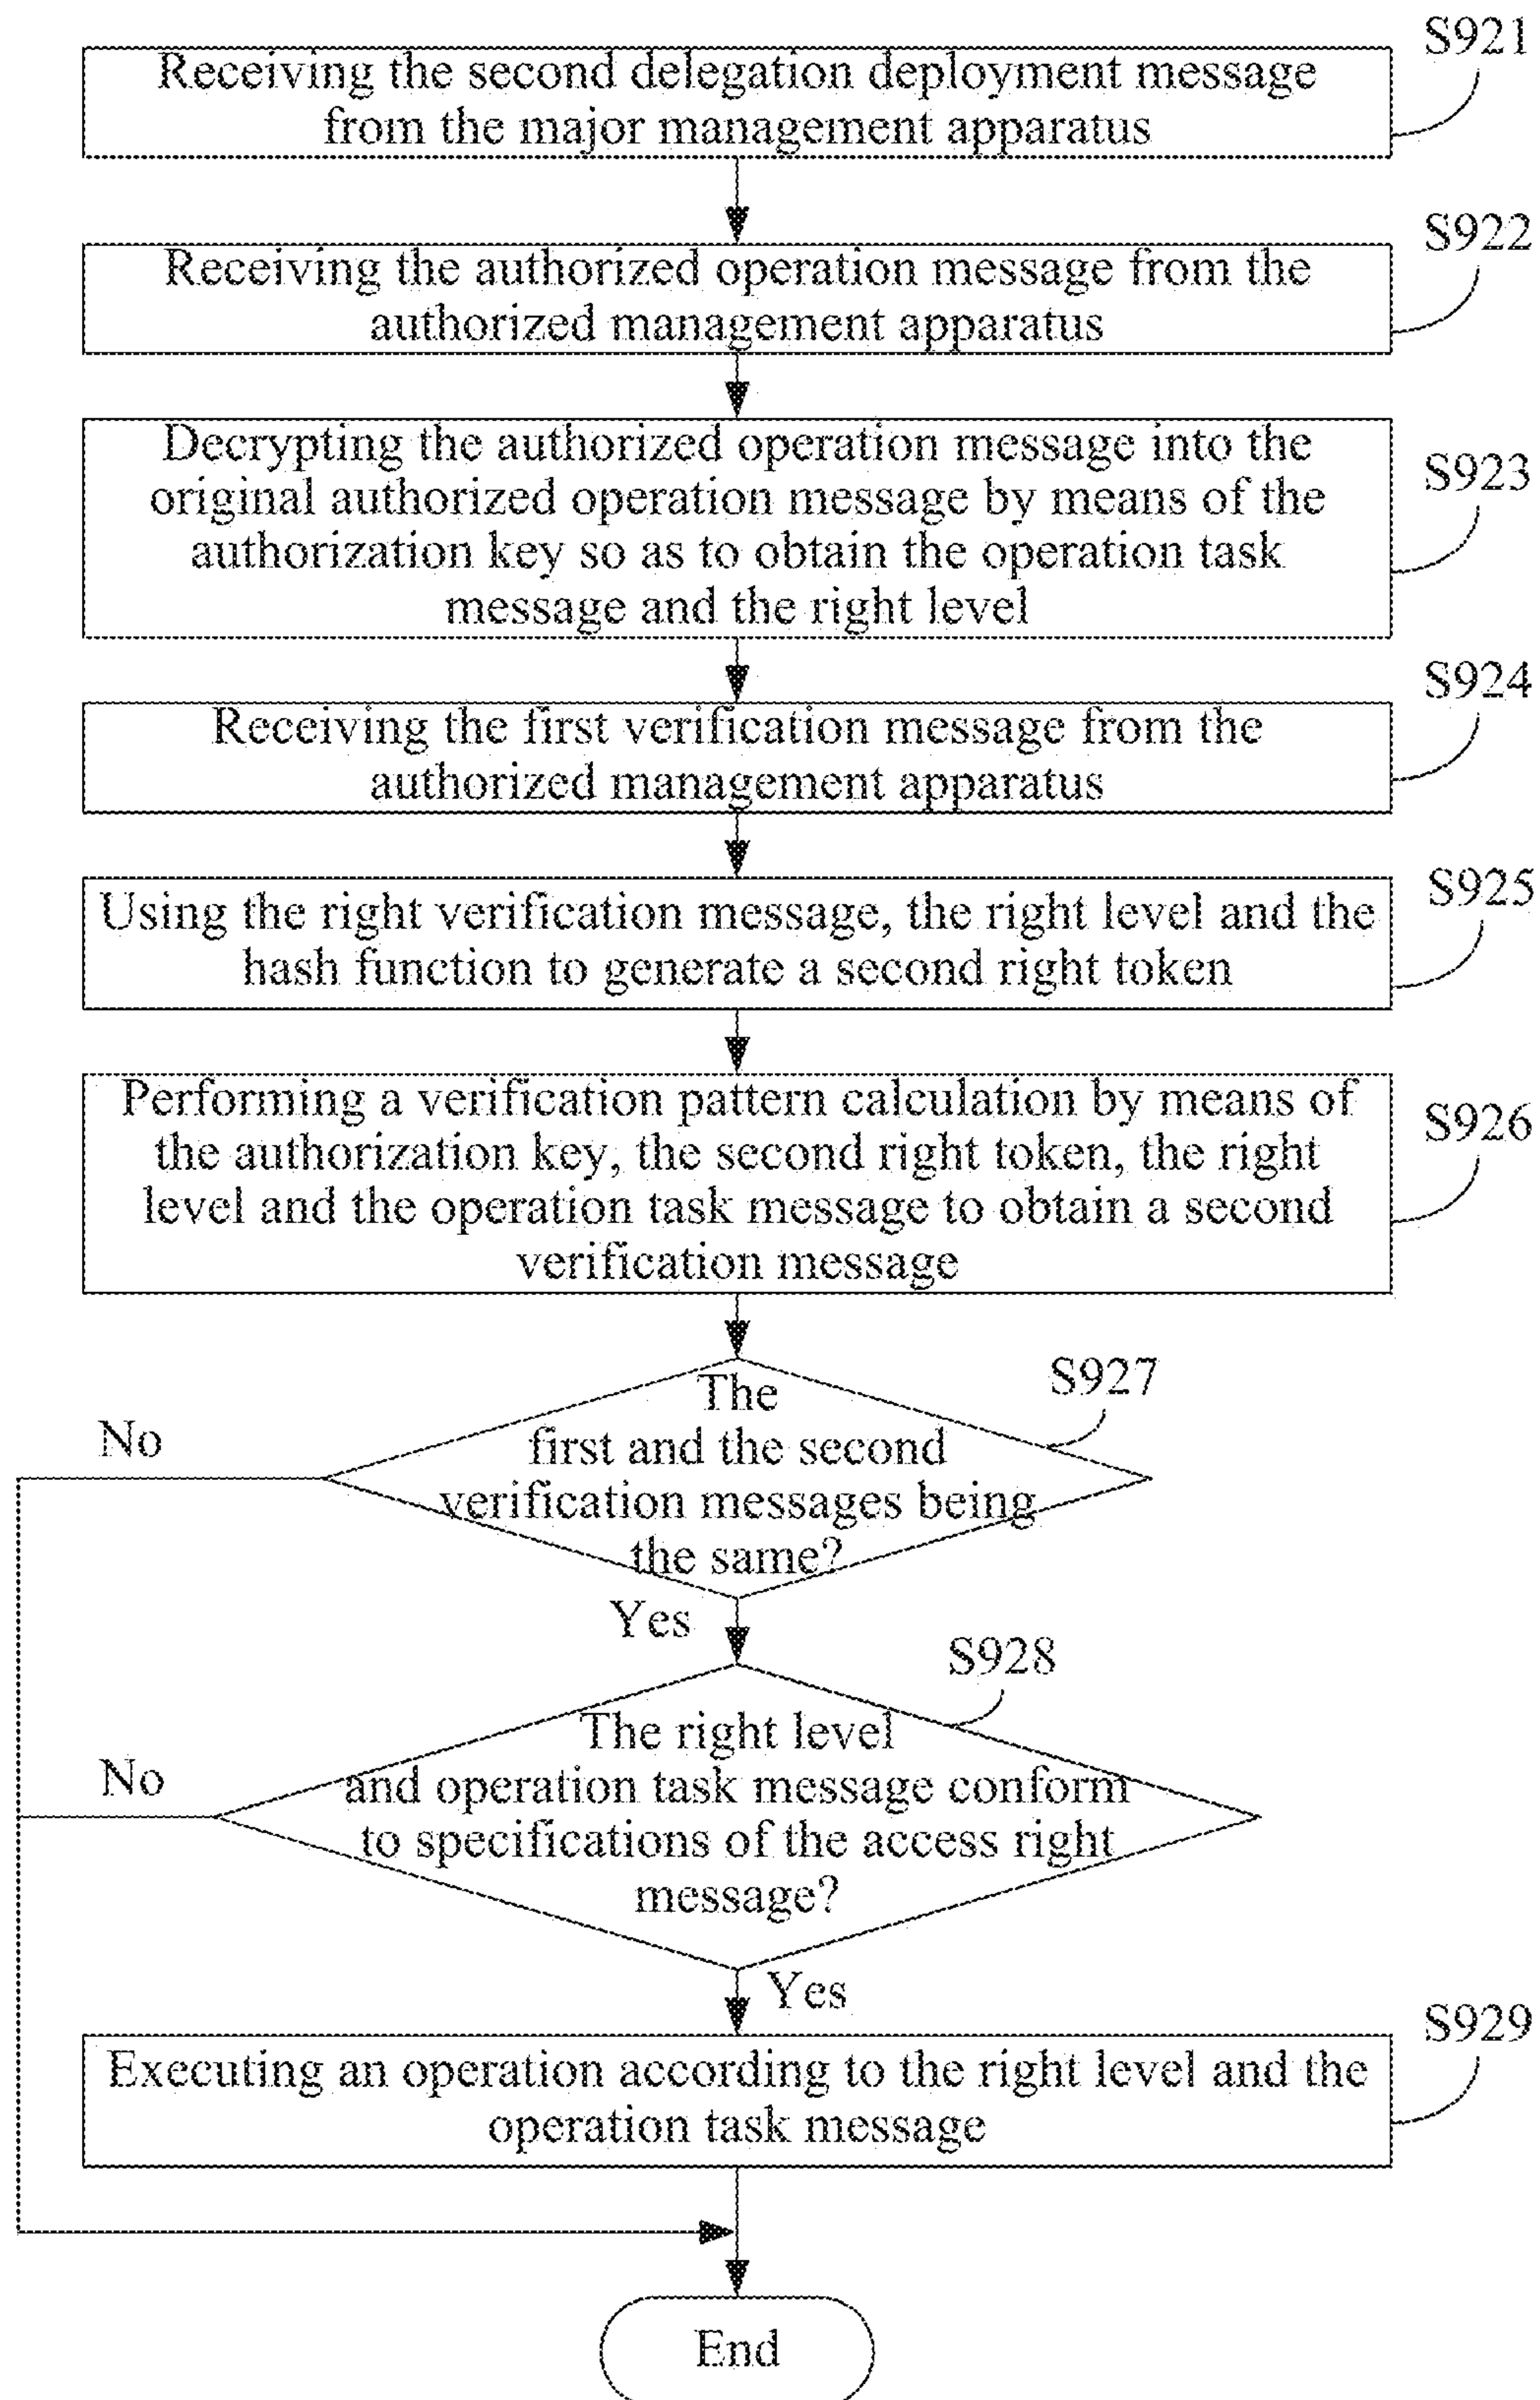 S921
Receiving the second delegation deployment message
from the major management apparatus
S922
Receiving the authorized operation message from the
authorized management apparatus
S923
Decrypting the authorized operation message into the
original authorized operation message by means of the
authorization key so as to obtain the operation task
message and the right level
S924
Receiving the first verification message from the
authorized management apparatus
S925
Using the right verification message, the right level and the
hash function to generate a second right token
S926
Performing a verification pattern calculation by means of
the authorization key, the second right token, the right
level and the operation task message to obtain a second
verification message
S927
The
first and the second
verification messages being
the same?
No
Yes
S928
The right level
and operation task message conform
to specifications of the access right
message?
No
Yes
S929
Executing an operation according to the right level and the
operation task message
End